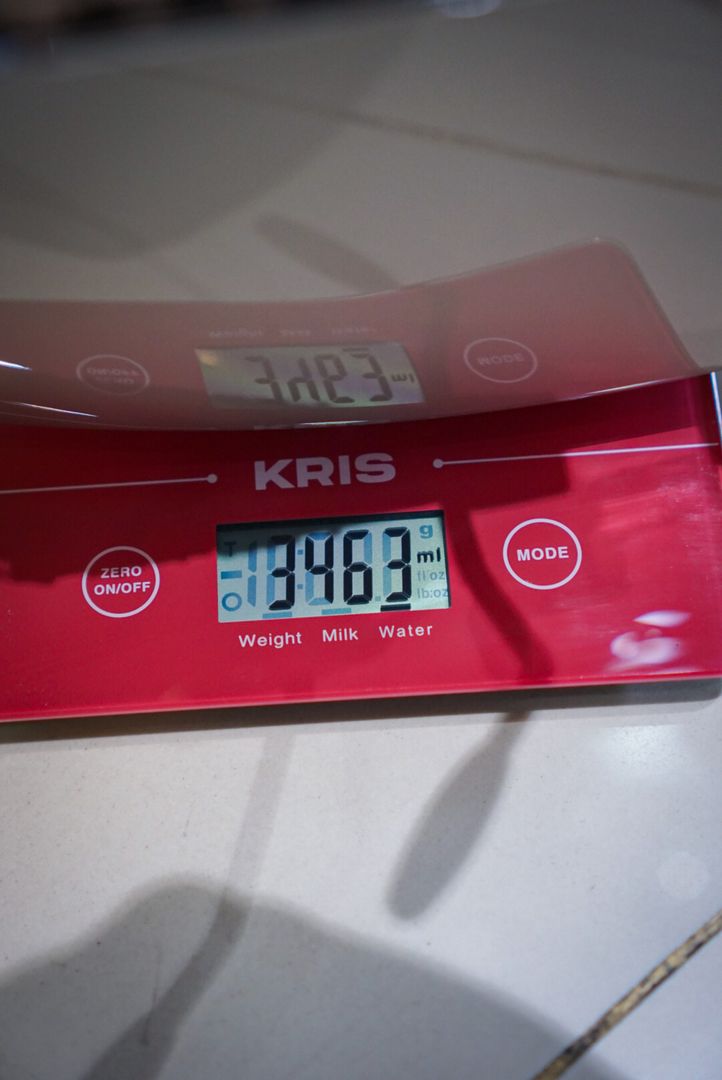 KRIS
ZERO
ON/OFF
T
3463
g
ml
fl'oz
lb:oz
MODE
Weight Milk Water